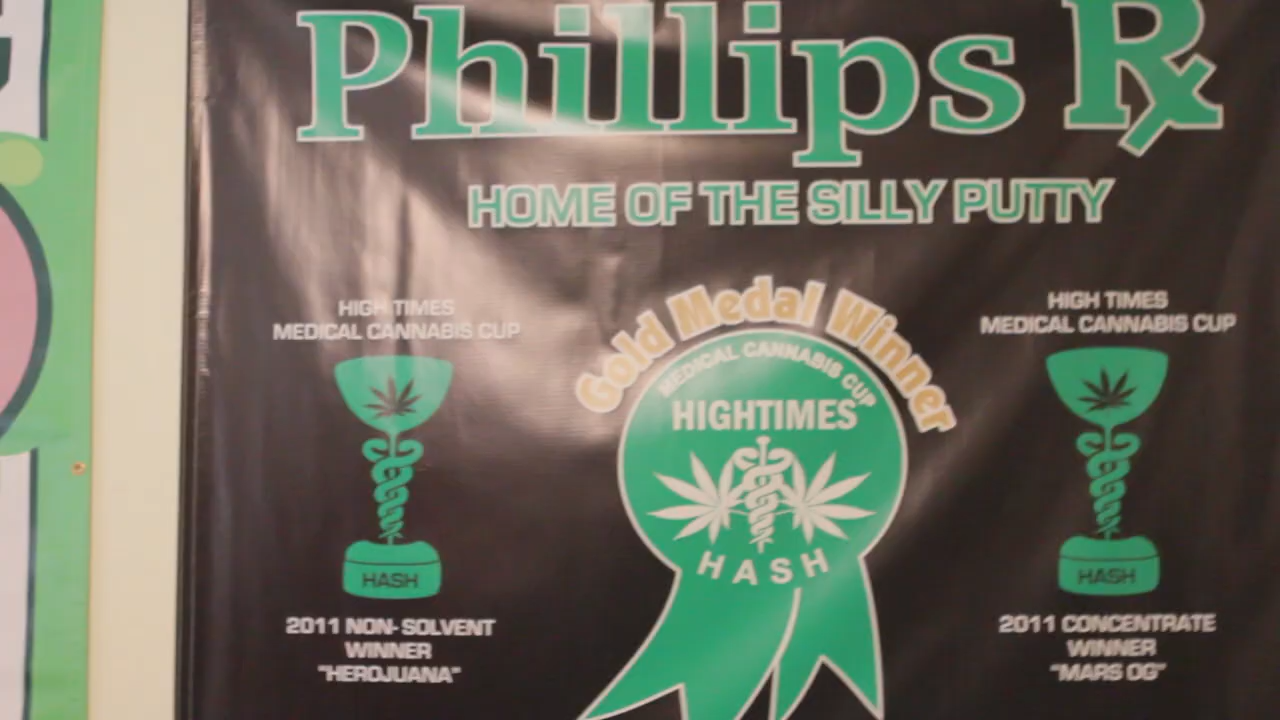 Phillips Rx
HOME OF THE SILLY PUTTY
HIGH TIMES
MEDICAL CANNABIS CUP
HASH
2011 NON-SOLVENT
WINNER
"HEROJUANA"
Gold Medal Winner
MEDICAL CANNABIS CUP
HIGHTIMES
HASH
HIGH TIMES
MEDICAL CANNABIS CUP
HASH
2011 CONCENTRATE
WINNER
"MARS OG"